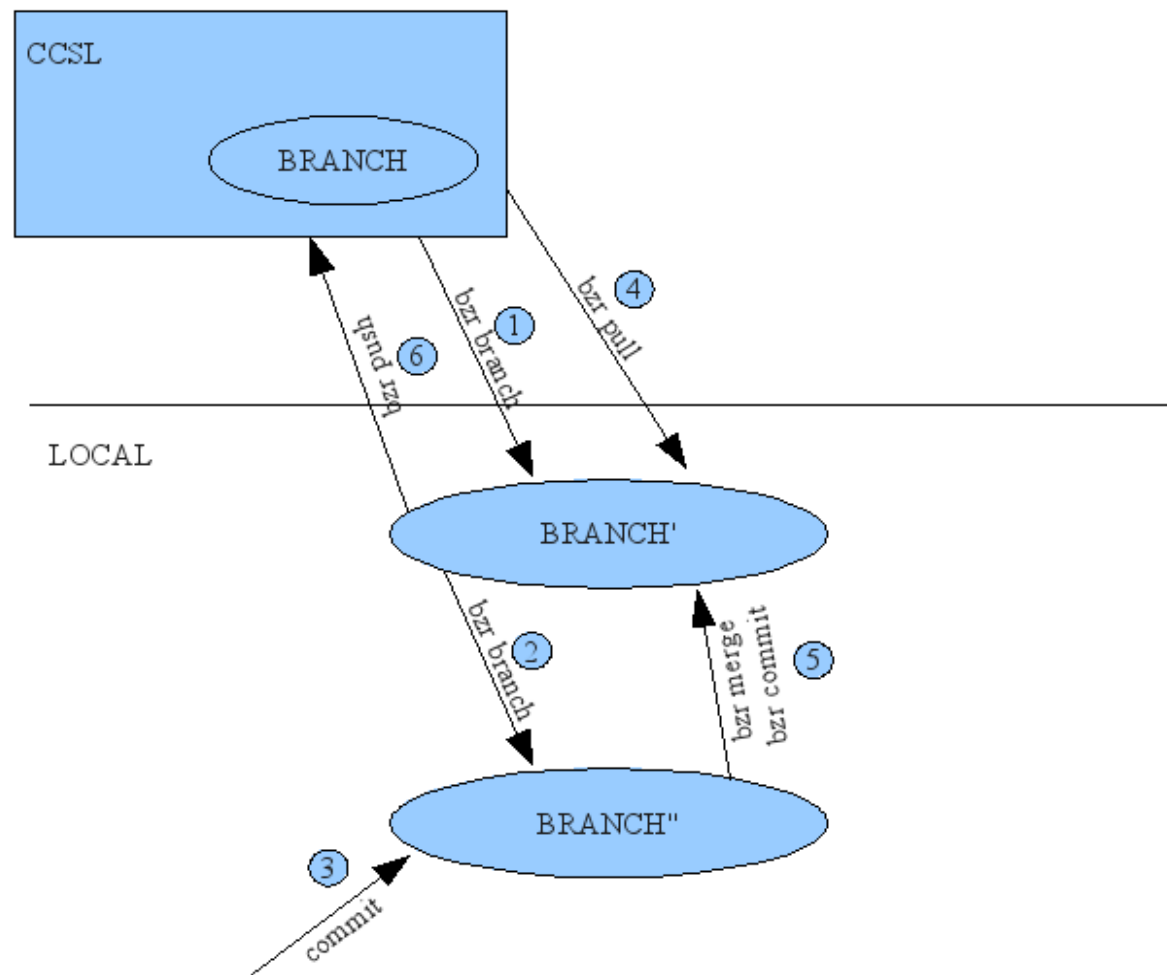 CCSL
BRANCH
4
bzr pull
1
bzr branch
6
bzr push
LOCAL
BRANCH'
bzr branch
2
bzr merge
bzr commit
5
BRANCH"
3
commit